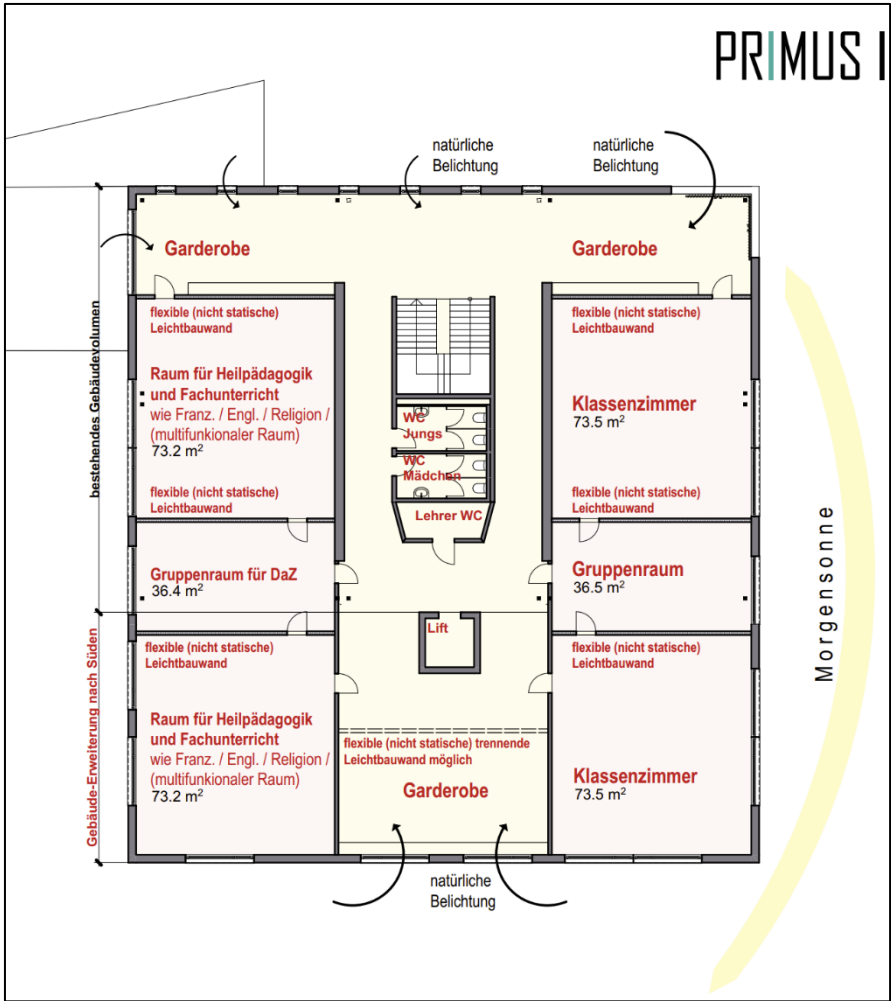 PRIMUS I
natürliche
Belichtung
natürliche
Belichtung
Garderobe
Garderobe
flexible (nicht statische)
Leichtbauwand
Raum für Heilpädagogik
und Fachunterricht
wie Franz. / Engl. / Religion /
(multifunkionaler Raum)
73.2 m²
flexible (nicht statische)
Leichtbauwand
WC
Jungs
WC
Mädchen
Lehrer WC
flexible (nicht statische)
Leichtbauwand
Klassenzimmer
73.5 m²
flexible (nicht statische)
Leichtbauwand
bestehendes Gebäudevolumen
Gruppenraum für DaZ
36.4 m²
Gruppenraum
36.5 m²
Morgensonne
Lift
Gebäude-Erweiterung nach Süden
flexible (nicht statische)
Leichtbauwand
Raum für Heilpädagogik
und Fachunterricht
wie Franz. / Engl. / Religion /
(multifunkionaler Raum)
73.2 m²
flexible (nicht statische) trennende
Leichtbauwand möglich
Garderobe
flexible (nicht statische)
Leichtbauwand
Klassenzimmer
73.5 m²
natürliche
Belichtung